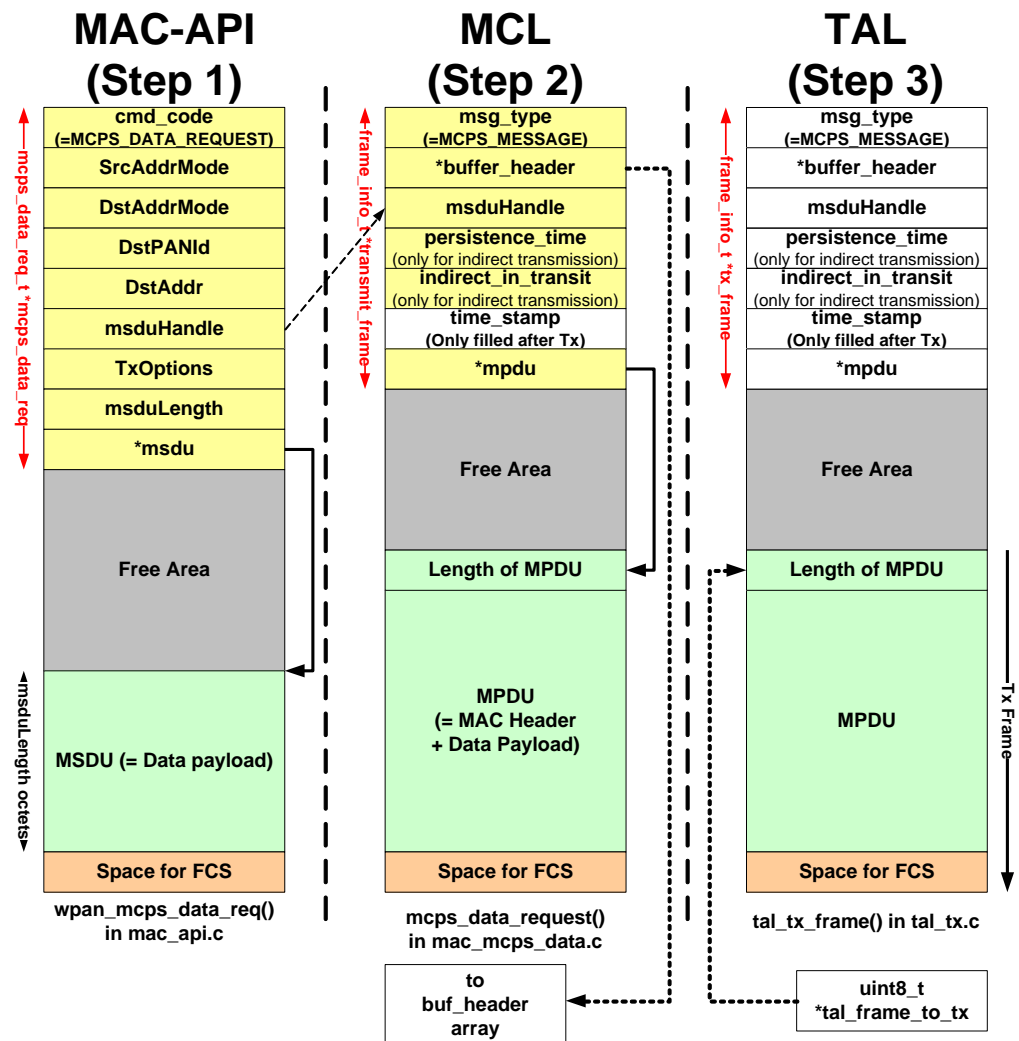 MAC-API
(Step 1)
mcps_data_req_t *mcps_data_req
cmd_code
(=MCPS_DATA_REQUEST)
SrcAddrMode
DstAddrMode
DstPANId
DstAddr
msduHandle
TxOptions
msduLength
*msdu
Free Area
msduLength octets
MSDU (= Data payload)
Space for FCS
wpan_mcps_data_req()
in mac_api.c
MCL
(Step 2)
frame_info_t *transmit_frame
msg_type
(=MCPS_MESSAGE)
*buffer_header
msduHandle
persistence_time
(only for indirect transmission)
indirect_in_transit
(only for indirect transmission)
time_stamp
(Only filled after Tx)
*mpdu
Free Area
Length of MPDU
MPDU
(= MAC Header
+ Data Payload)
Space for FCS
mcps_data_request()
in mac_mcps_data.c
to
buf_header
array
TAL
(Step 3)
frame_info_t *tx_frame
msg_type
(=MCPS_MESSAGE)
*buffer_header
msduHandle
persistence_time
(only for indirect transmission)
indirect_in_transit
(only for indirect transmission)
time_stamp
(Only filled after Tx)
*mpdu
Free Area
Length of MPDU
MPDU
Tx Frame
Space for FCS
tal_tx_frame() in tal_tx.c
uint8_t
*tal_frame_to_tx